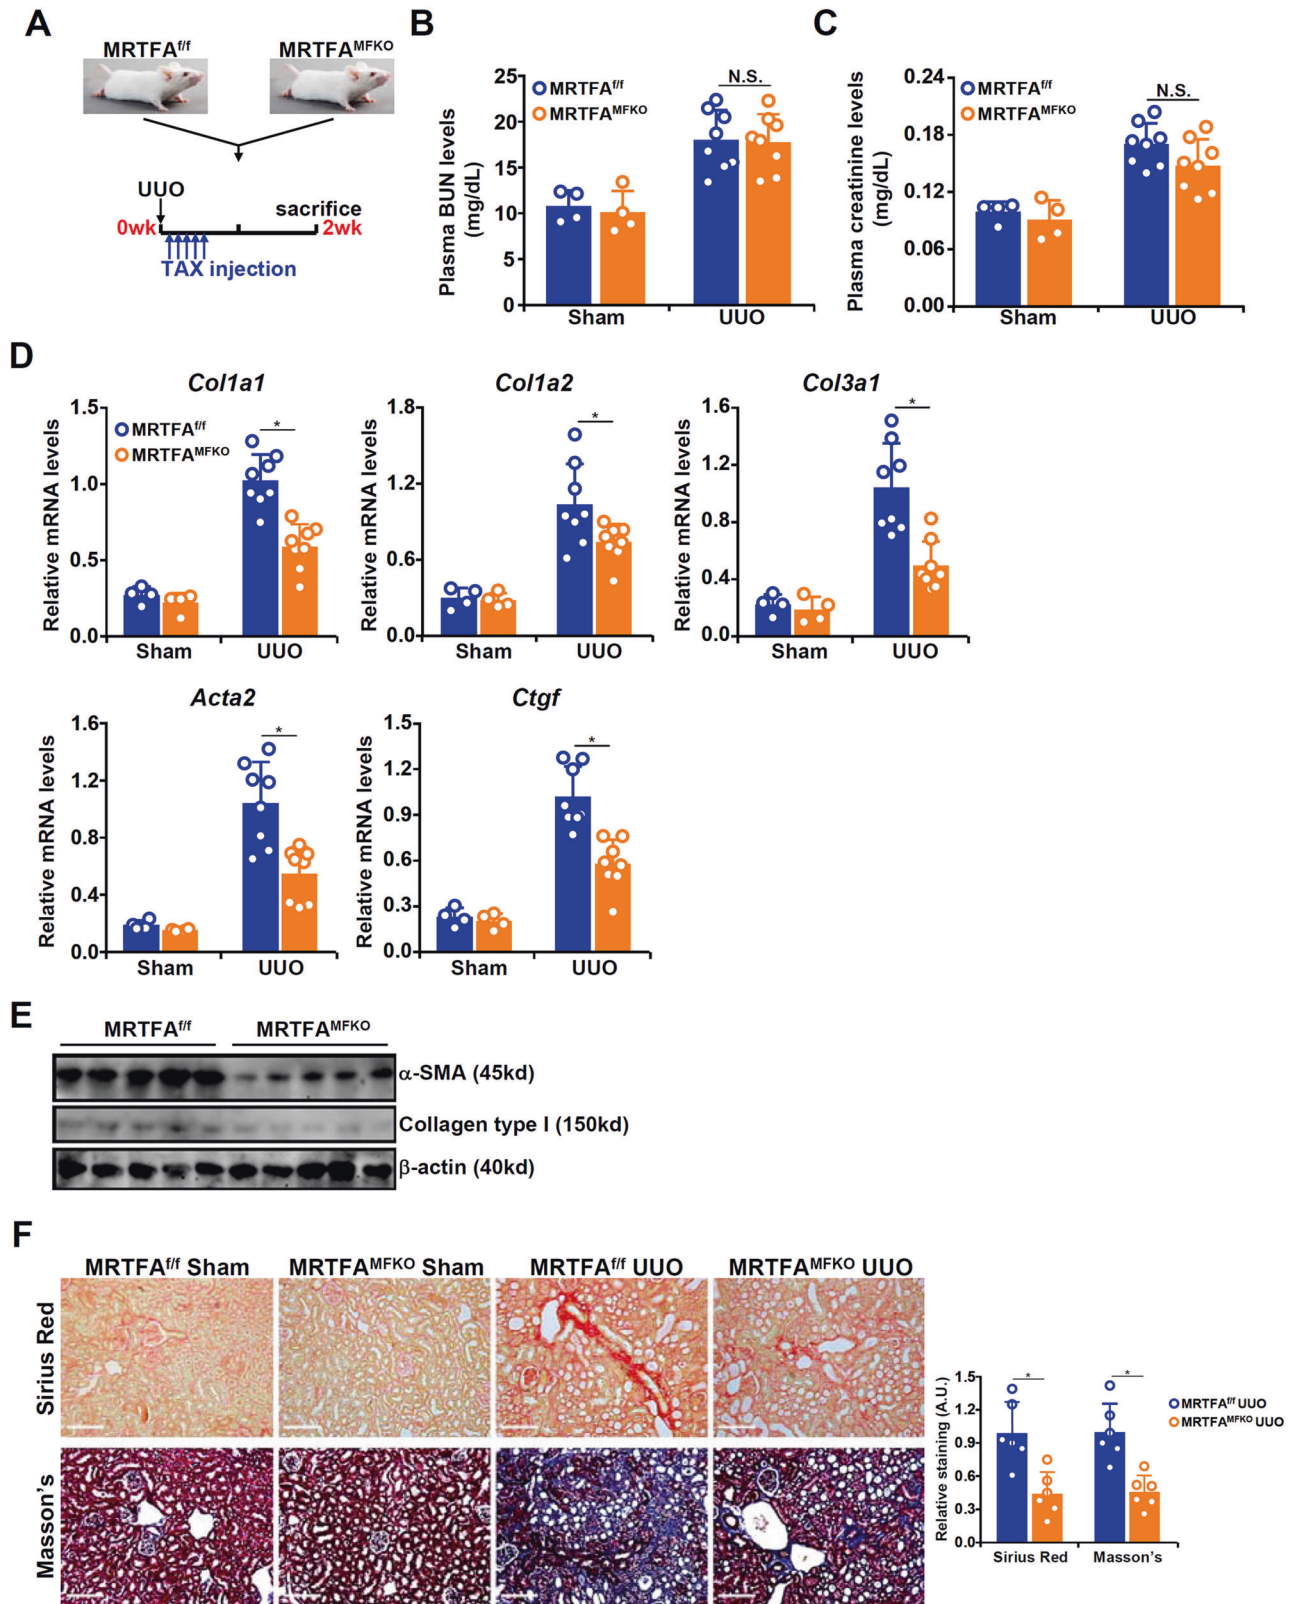 A
MRTFAf/f
MRTFAMFKO
UUO
sacrifice
0wk
2wk
TAX injection
B
Plasma BUN levels
(mg/dL)
25
20
15
10
5
0
MRTFAf/f
MRTFAMFKO
N.S.
Sham
UUO
C
Plasma creatinine levels
(mg/dL)
0.24
0.18
0.12
0.06
0.00
MRTFAf/f
MRTFAMFKO
N.S.
Sham
UUO
D
Col1a1
Relative mRNA levels
1.5
1.0
0.5
0.0
MRTFAf/f
MRTFAMFKO
*
Sham
UUO
Col1a2
Relative mRNA levels
1.8
1.2
0.6
0.0
*
Sham
UUO
Col3a1
Relative mRNA levels
1.6
1.2
0.8
0.4
0.0
*
Sham
UUO
Acta2
Relative mRNA levels
1.6
1.2
0.8
0.4
0.0
*
Sham
UUO
Ctgf
Relative mRNA levels
1.5
1.2
0.9
0.6
0.3
0.0
*
Sham
UUO
E
MRTFAf/f
MRTFAMFKO
α-SMA (45kd)
Collagen type I (150kd)
β-actin (40kd)
F
MRTFAf/f Sham
MRTFAMFKO Sham
MRTFAf/f UUO
MRTFAMFKO UUO
Sirius Red
Masson's
Relative staining (A.U.)
1.5
1.2
0.9
0.6
0.3
0.0
*
*
Sirius Red
Masson's
MRTFAf/f UUO
MRTFAMFKO UUO